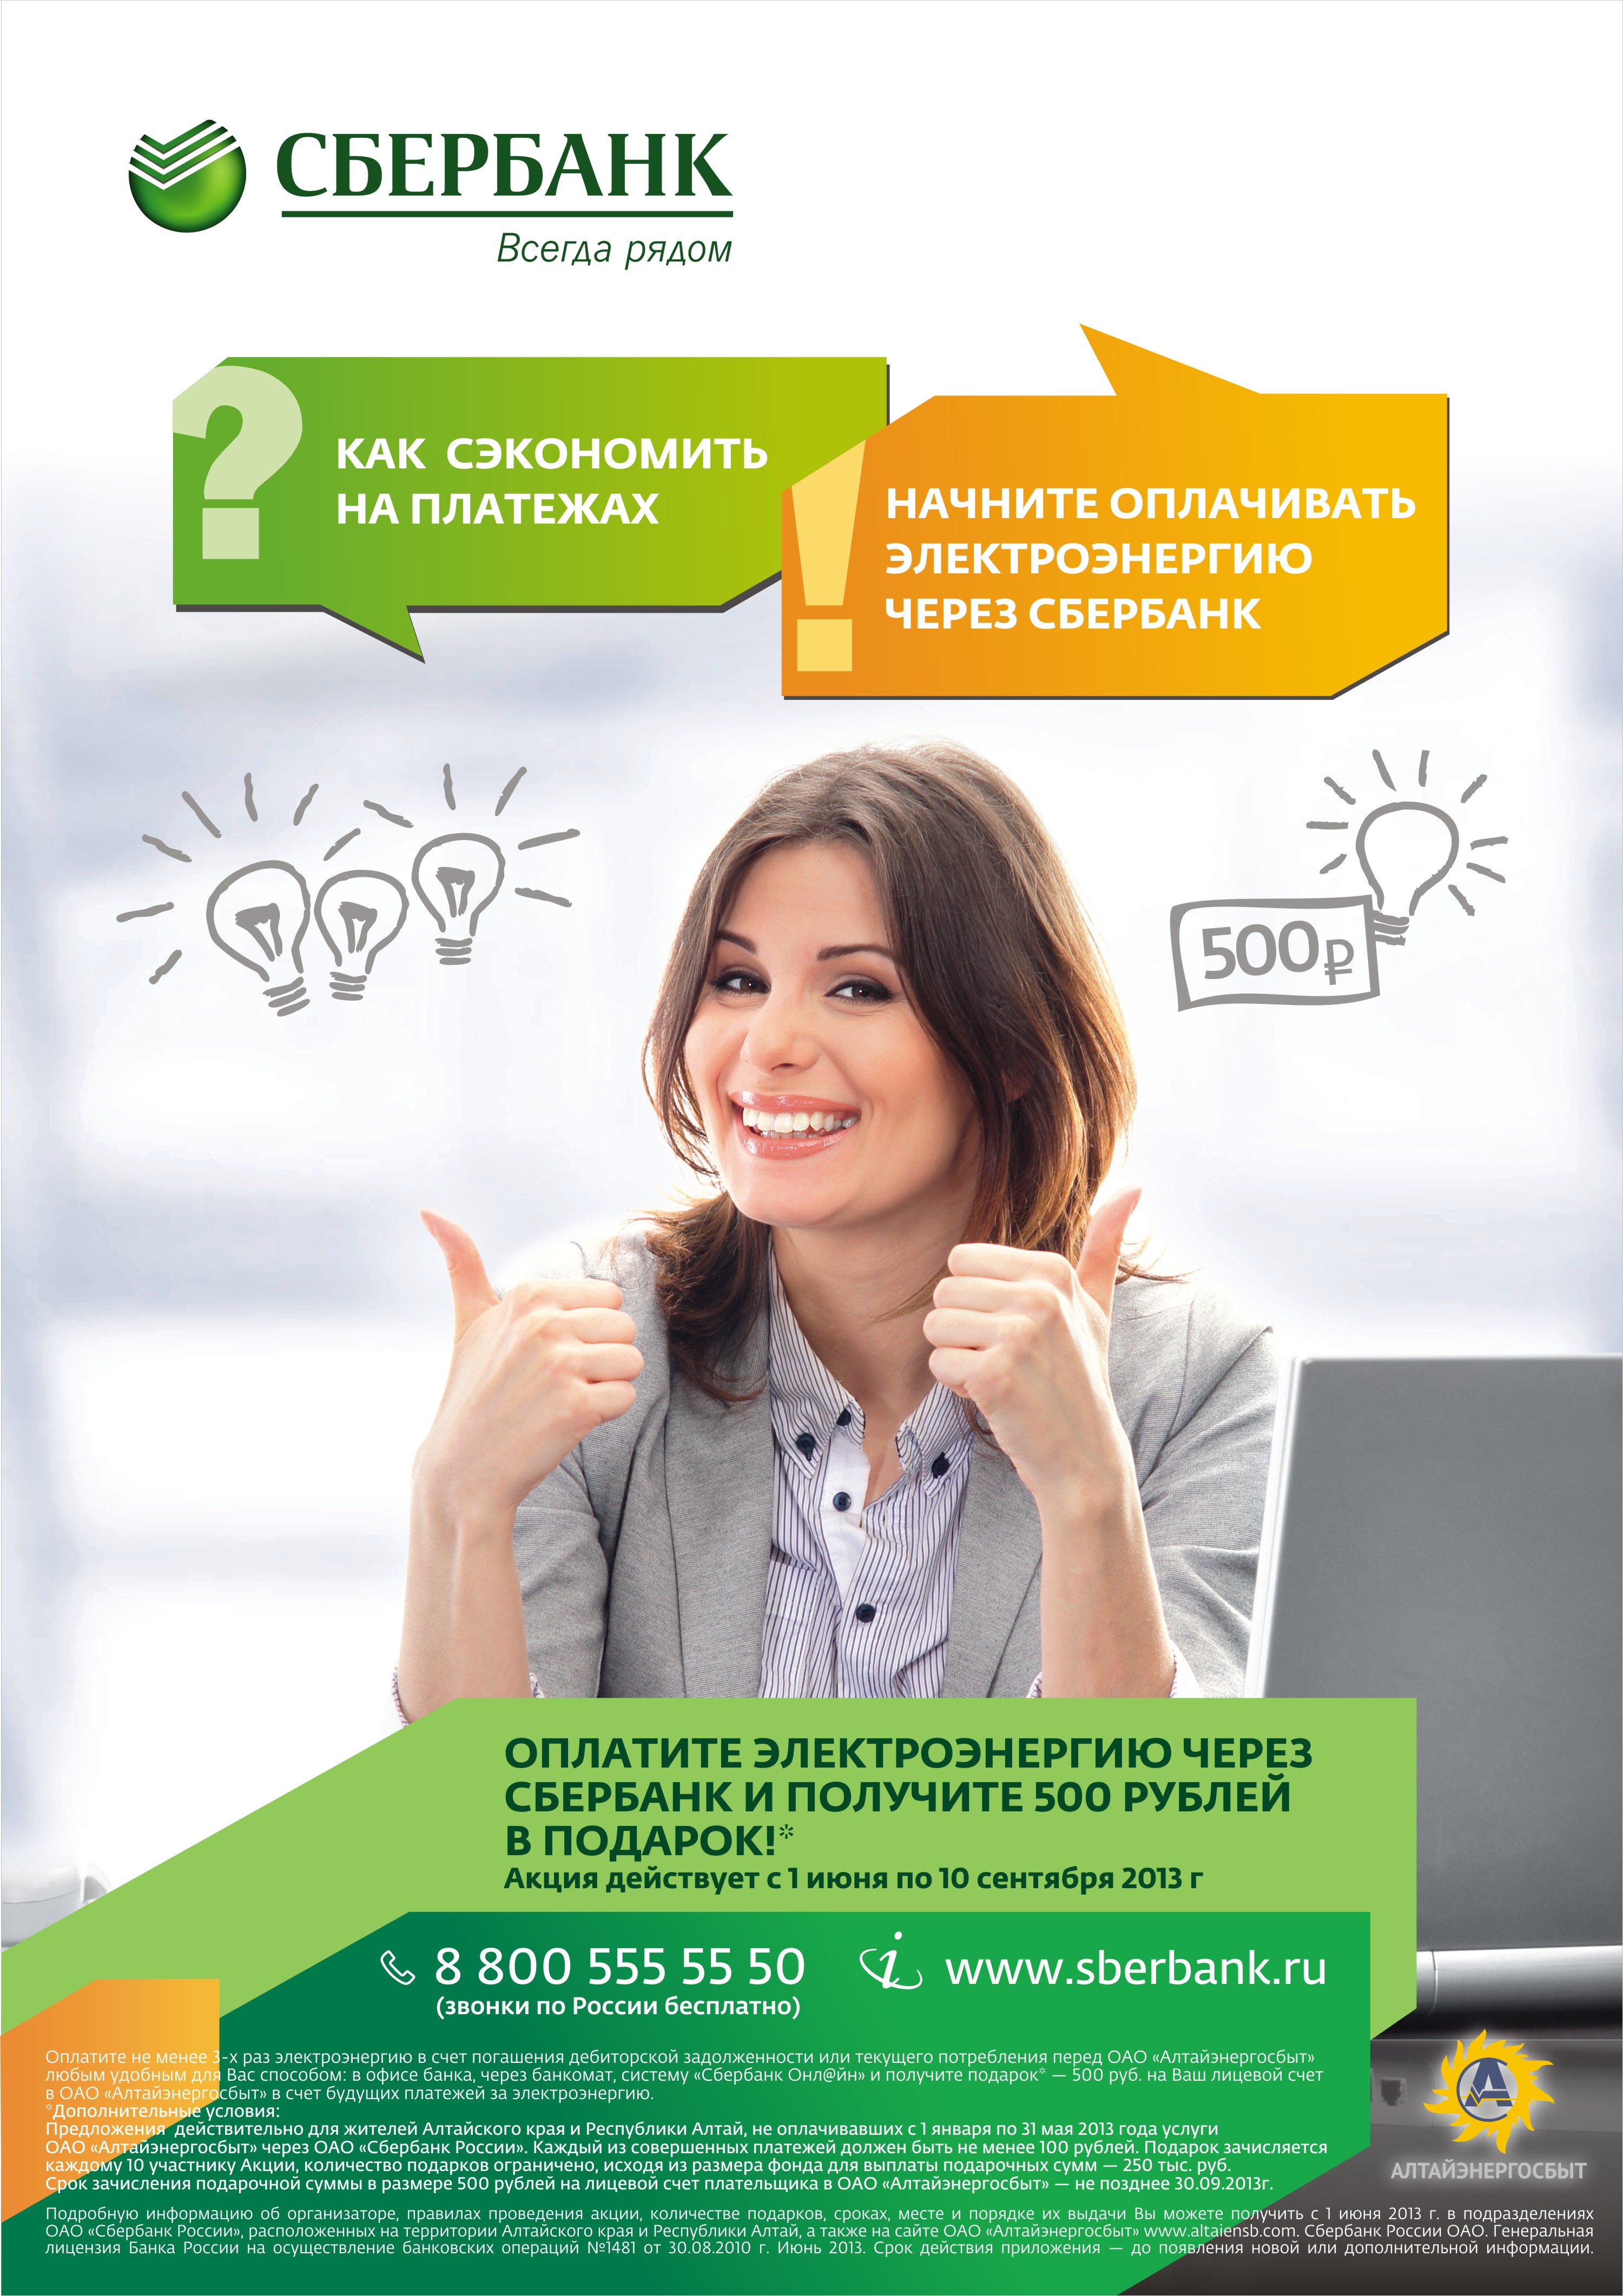 СБЕРБАНК
Всегда рядом
?
КАК СЭКОНОМИТЬ
НА ПЛАТЕЖАХ
!
НАЧНИТЕ ОПЛАЧИВАТЬ
ЭЛЕКТРОЭНЕРГИЮ
ЧЕРЕЗ СБЕРБАНК
500₽
ОПЛАТИТЕ ЭЛЕКТРОЭНЕРГИЮ ЧЕРЕЗ
СБЕРБАНК И ПОЛУЧИТЕ 500 РУБЛЕЙ
В ПОДАРОК!*
Акция действует с 1 июня по 10 сентября 2013 г
8 800 555 55 50
(звонки по России бесплатно)
i www.sberbank.ru
Оплатите не менее 3-х раз электроэнергию в счет погашения дебиторской задолженности или текущего потребления перед ОАО «Алтайэнергосбыт»
любым удобным для Вас способом: в офисе банка, через банкомат, систему «Сбербанк Онл@йн» и получите подарок* — 500 руб. на Ваш лицевой счет
в ОАО «Алтайэнергосбыт» в счет будущих платежей за электроэнергию.
*Дополнительные условия:
Предложения действительно для жителей Алтайского края и Республики Алтай, не оплачивавших с 1 января по 31 мая 2013 года услуги
ОАО «Алтайэнергосбыт» через ОАО «Сбербанк России». Каждый из совершенных платежей должен быть не менее 100 рублей. Подарок зачисляется
каждому 10 участнику Акции, количество подарков ограничено, исходя из размера фонда для выплаты подарочных сумм — 250 тыс. руб.
Срок зачисления подарочной суммы в размере 500 рублей на лицевой счет плательщика в ОАО «Алтайэнергосбыт» — не позднее 30.09.2013г.
А
АЛТАЙЭНЕРГОСБЫТ
Подробную информацию об организаторе, правилах проведения акции, количестве подарков, сроках, месте и порядке их выдачи Вы можете получить с 1 июня 2013 г. в подразделениях
ОАО «Сбербанк России», расположенных на территории Алтайского края и Республики Алтай, а также на сайте ОАО «Алтайэнергосбыт» www.altaiensb.com. Сбербанк России ОАО. Генеральная
лицензия Банка России на осуществление банковских операций №1481 от 30.08.2010 г. Июнь 2013. Срок действия приложения — до появления новой или дополнительной информации.